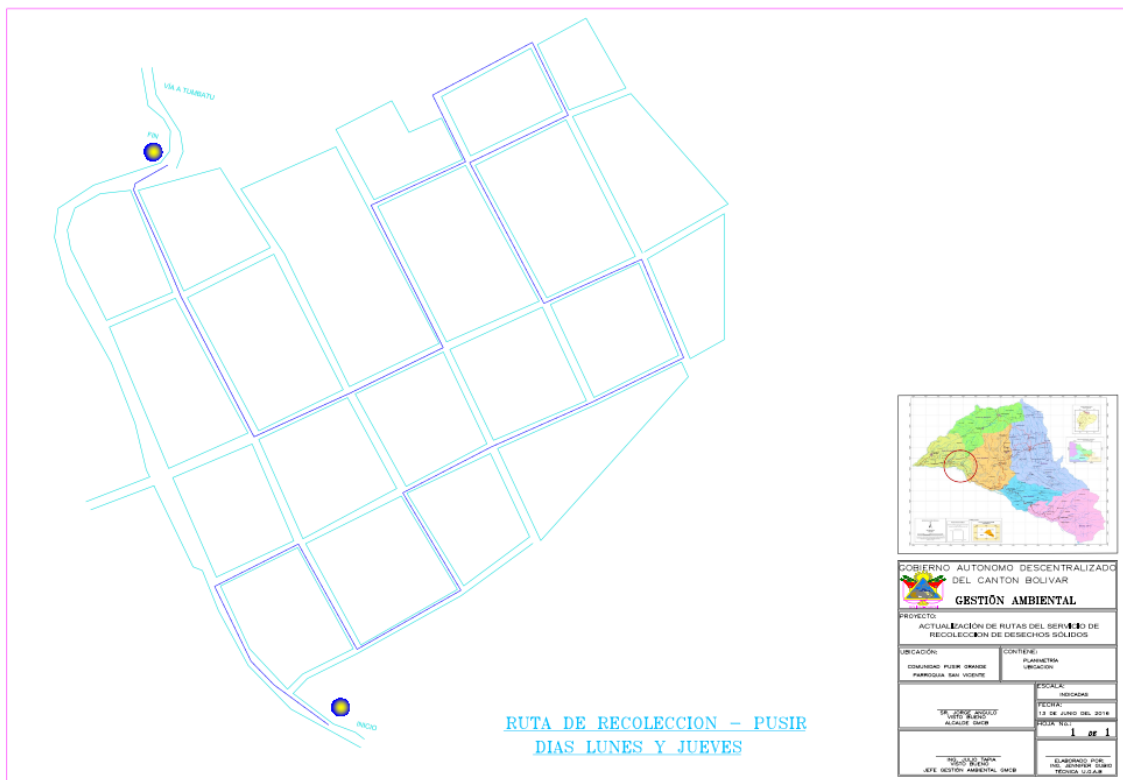 VIA A TUMBATU
FIN
INICIO
RUTA DE RECOLECCION - PUSIR
DIAS LUNES Y JUEVES
GOBIERNO AUTONOMO DESCENTRALIZADO
DEL CANTON BOLIVAR
GESTIÓN AMBIENTAL
PROYECTO:
ACTUALIZACIÓN DE RUTAS DEL SERVICIO DE
RECOLECCIÓN DE DESECHOS SÓLIDOS
UBICACIÓN:
COMUNIDAD PUSIR GRANDE
PARROQUIA SAN VICENTE
CONTIENE:
PLANIMETRÍA
UBICACION
ESCALA:
INDICADAS
SR. JORGE ANGULO
VISTO BUENO
ALCALDE GMCB
FECHA:
13 DE JUNIO DEL 2016
HOJA No.:
1 DE 1
ING. JULIO TAPIA
VISTO BUENO
JEFE GESTIÓN AMBIENTAL GMCB
ELABORADO POR:
ING. JENNIFER
TÉCNICA U.G.A.B